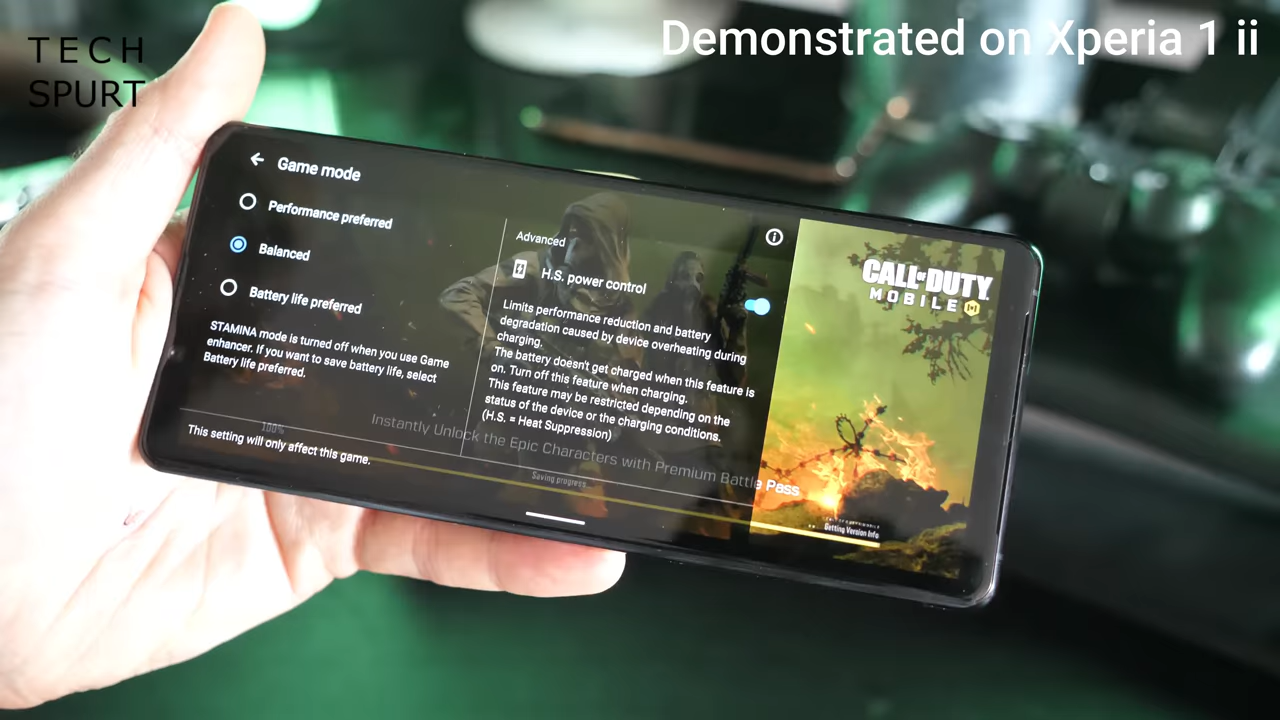 TECH
SPURT
Demonstrated on Xperia 1 ii
Game mode
Performance preferred
Balanced
Battery life preferred
STAMINA mode is turned off when you use Game
enhancer. If you want to save battery life, select
Battery life preferred.
This setting will only affect this game.
Advanced
H.S. power control
Limits performance reduction and battery
degradation caused by device overheating during
charging.
The battery doesn't get charged when this feature is
on. Turn off this feature when charging.
This feature may be restricted depending on the
status of the device or the charging conditions.
(H.S. = Heat Suppression)
100%
Instantly Unlock the Epic Characters with Premium Battle Pass
Saving progress
CALL OF DUTY
MOBILE
Getting Version Info